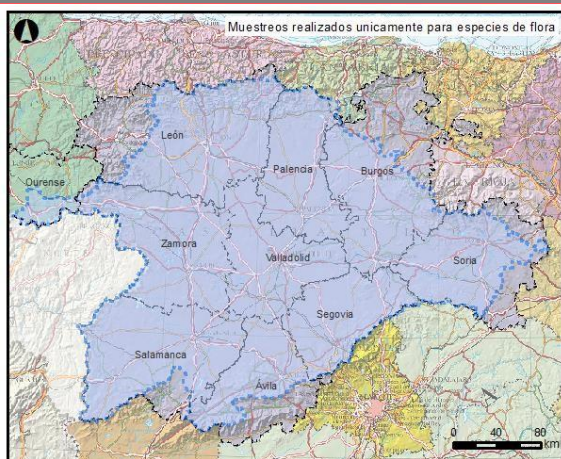 Muestreos realizados unicamente para especies de flora
León
Palencia
Burgos
Ourense
Zamora
Valladolid
Soria
Segovia
Salamanca
Ávila
0 40 80
km